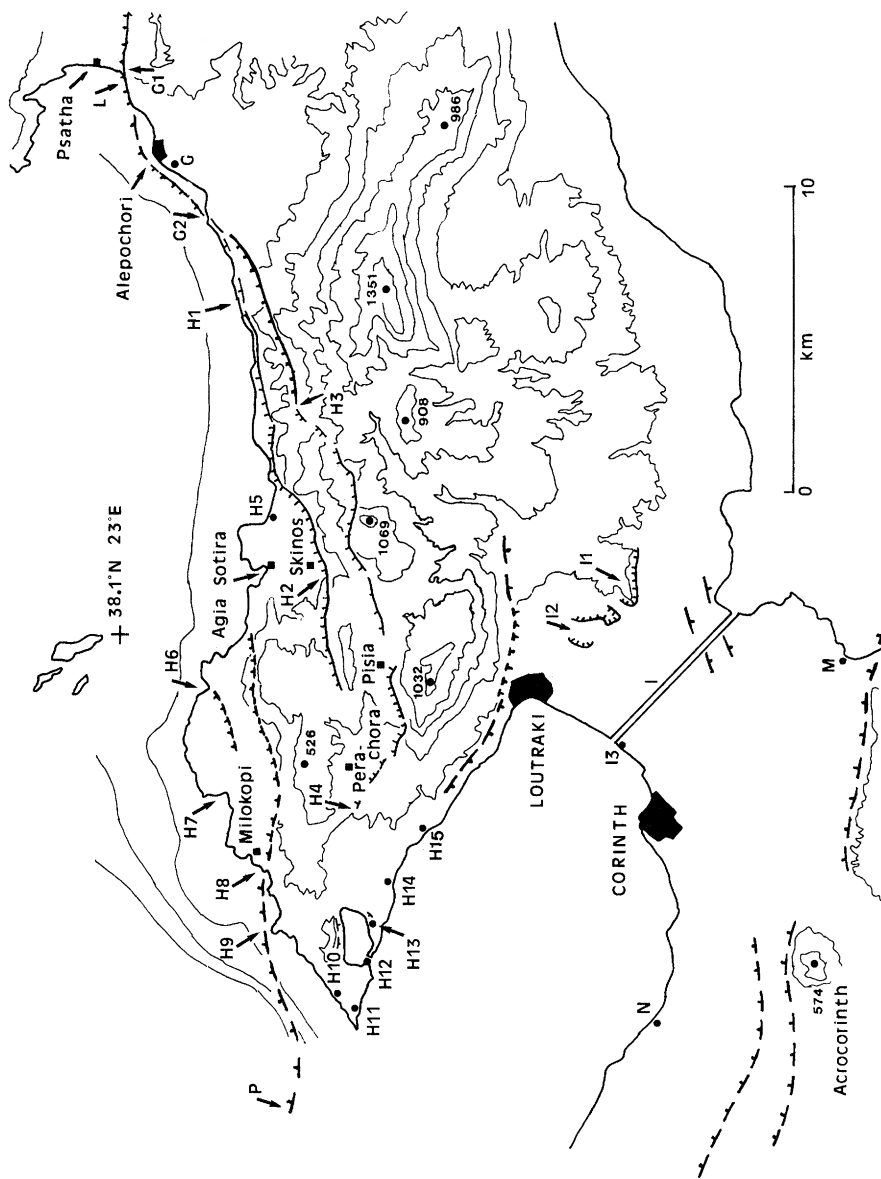 Psatha
L
G1
Alepochori
G
G2
986
H1
1351
H3
908
+ 38.1°N 23°E
H5
Agia Sotira
Skinos
H2
1069
H6
I1
I2
Pisia
1032
526
Pera-
chora
H4
H7
Milokopi
H8
H9
H10
H11
H12
H13
H14
H15
P
LOUTRAKI
I
I3
M
CORINTH
N
574
Acrocorinth
0
km
10